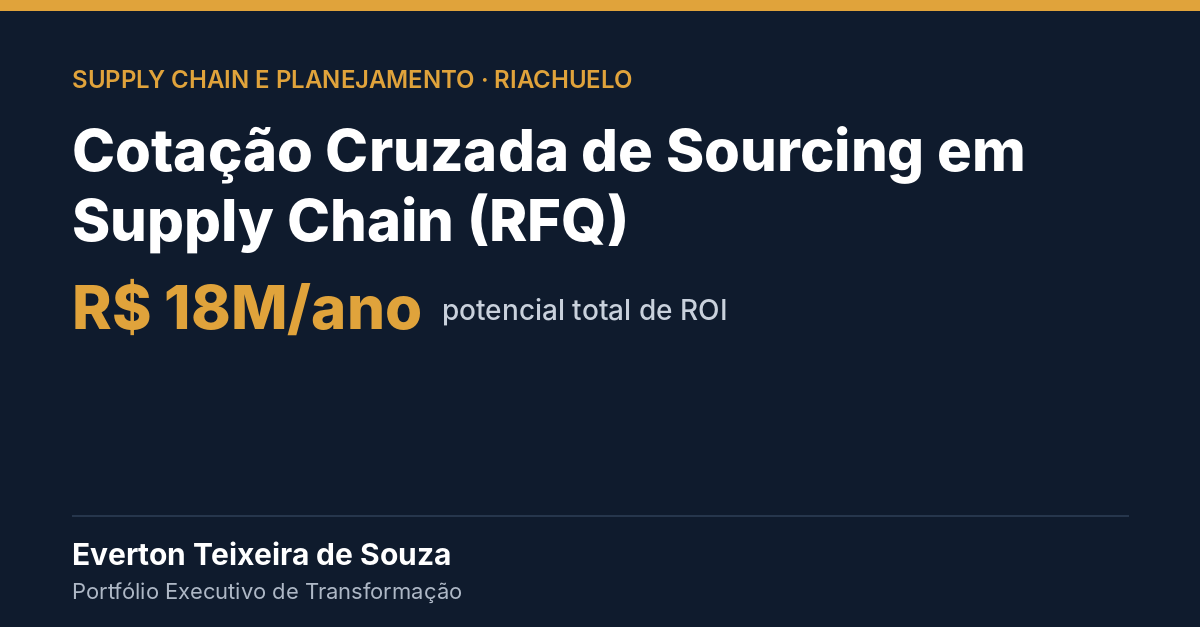 SUPPLY CHAIN E PLANEJAMENTO · RIACHUELO
Cotação Cruzada de Sourcing em
Supply Chain (RFQ)
R$ 18M/ano potencial total de ROI
Everton Teixeira de Souza
Portfólio Executivo de Transformação